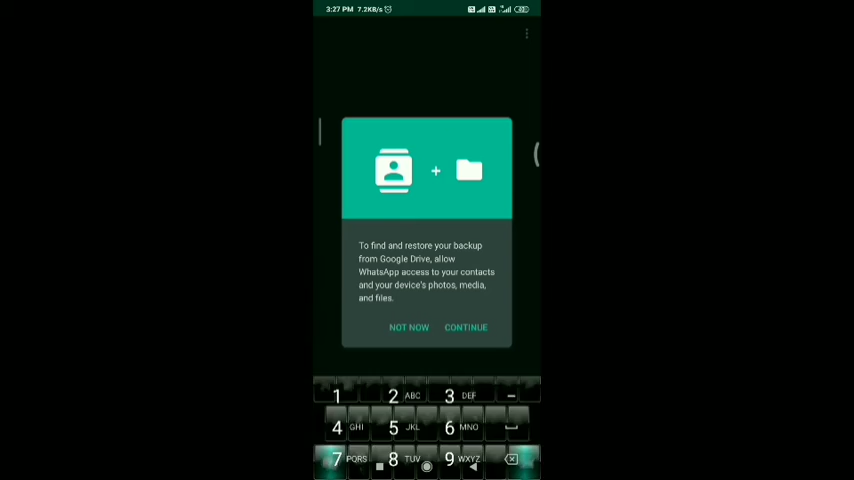 3:27 PM 7.2KB/s
To find and restore your backup
from Google Drive, allow
WhatsApp access to your contacts
and your device's photos, media,
and files.
NOT NOW CONTINUE
1 2 ABC 3 DEF –
4 GHI 5 JKL 6 MNO
7 PQRS 8 TUV 9 WXYZ